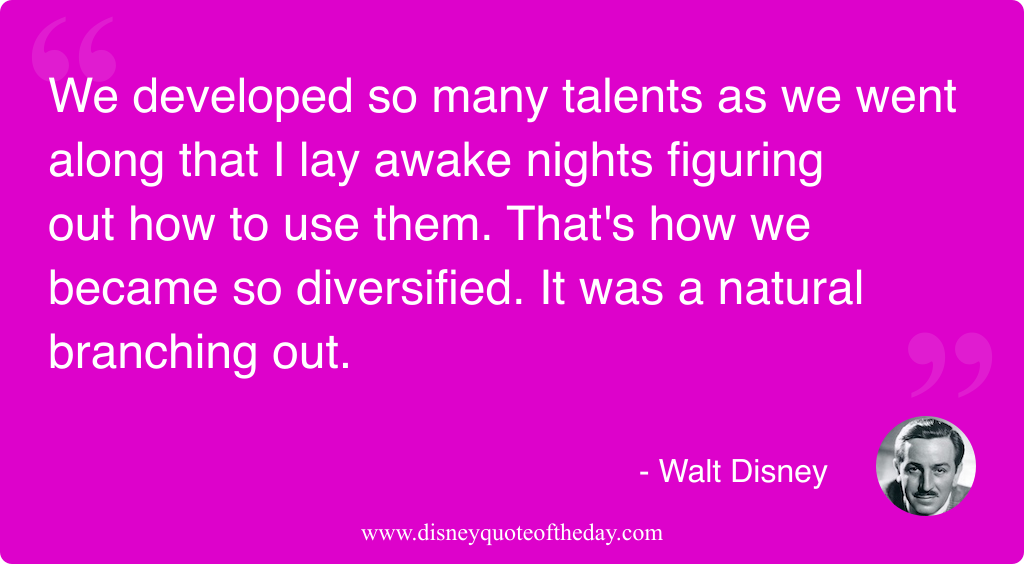 We developed so many talents as we went
along that I lay awake nights figuring
out how to use them. That's how we
became so diversified. It was a natural
branching out.
- Walt Disney
www.disneyquoteoftheday.com